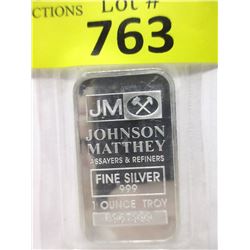 CTIONS Lot #
763
JM
JOHNSON
MATTHEY
ASSAYERS & REFINERS
FINE SILVER
999
1 OUNCE TROY